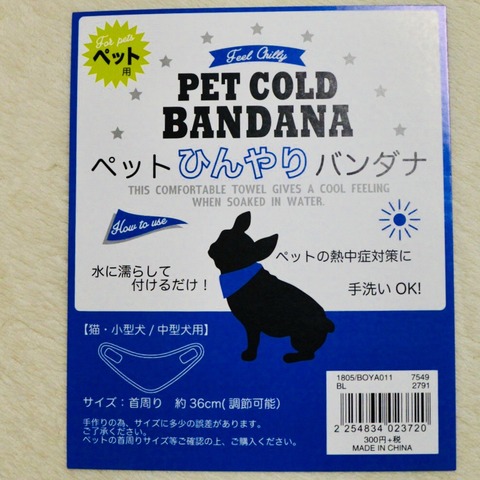 For pets
ペット用
Feel Chilly
PET COLD
BANDANA
ペットひんやりバンダナ
THIS COMFORTABLE TOWEL GIVES A COOL FEELING
WHEN SOAKED IN WATER.
How to use
水に濡らして
付けるだけ！
ペットの熱中症対策に
手洗いOK!
【猫・小型犬/中型犬用】
サイズ：首周り 約36cm(調節可能）
手作りの為、サイズに多少の誤差があります。
ご了承ください。
ペットの首周りサイズ等ご確認の上、ご購入ください。
1805/BOYA011 7549
BL 2791
2 254834 023720
300円+税
MADE IN CHINA